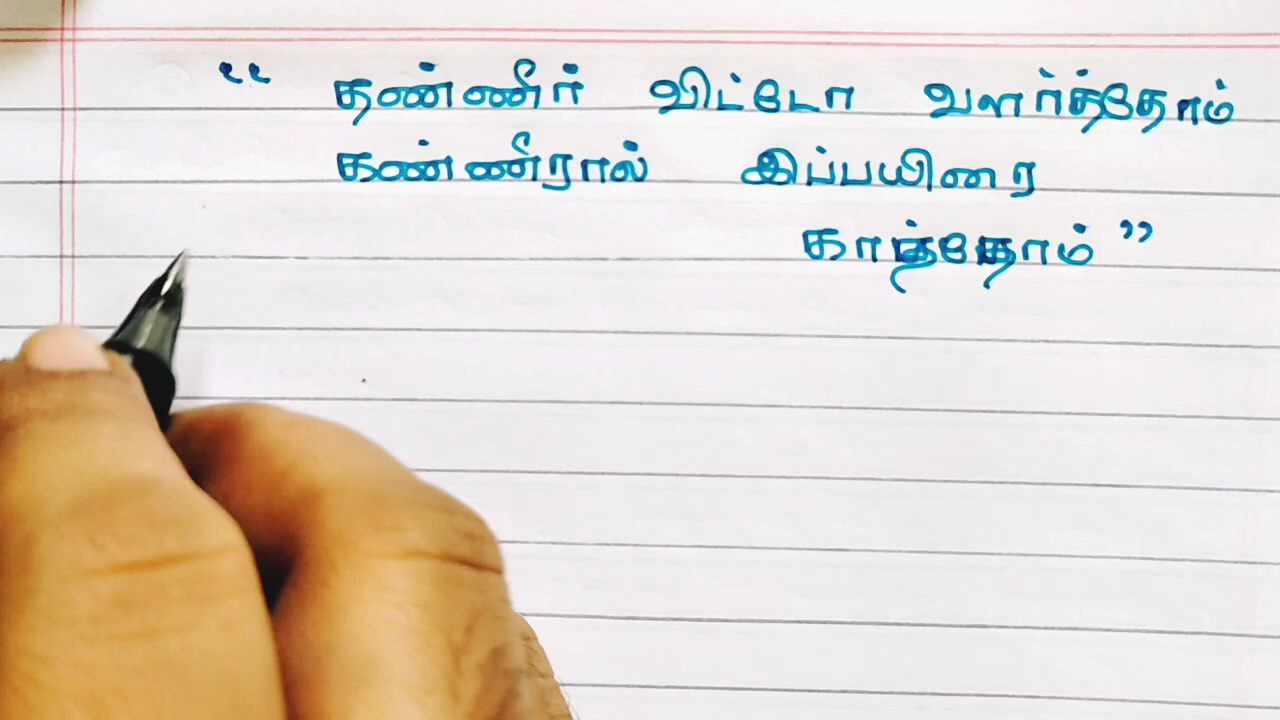 “ தண்ணீர் விட்டோ வளர்த்தோம்
கண்ணீரால் இப்பயிரை
காத்தோம் ”